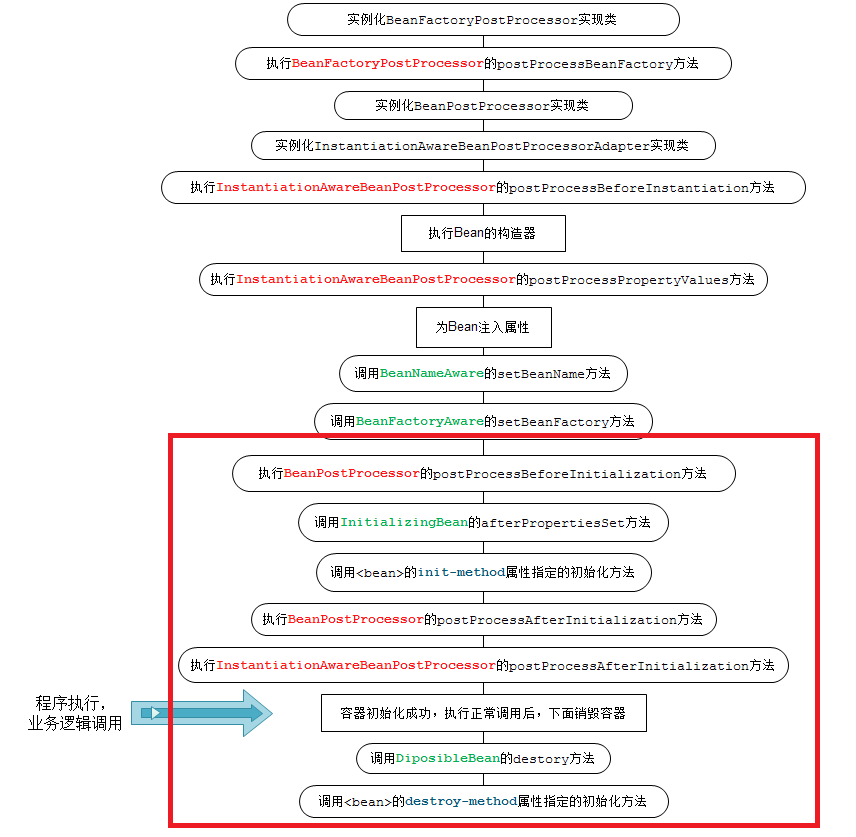 实例化BeanFactoryPostProcessor实现类
执行BeanFactoryPostProcessor的postProcessBeanFactory方法
实例化BeanPostProcessor实现类
实例化InstantiationAwareBeanPostProcessorAdapter实现类
执行InstantiationAwareBeanPostProcessor的postProcessBeforeInstantiation方法
执行Bean的构造器
执行InstantiationAwareBeanPostProcessor的postProcessPropertyValues方法
为Bean注入属性
调用BeanNameAware的setBeanName方法
调用BeanFactoryAware的setBeanFactory方法
执行BeanPostProcessor的postProcessBeforeInitialization方法
调用InitializingBean的afterPropertiesSet方法
调用<bean>的init-method属性指定的初始化方法
执行BeanPostProcessor的postProcessAfterInitialization方法
执行InstantiationAwareBeanPostProcessor的postProcessAfterInitialization方法
程序执行,
业务逻辑调用
容器初始化成功，执行正常调用后，下面销毁容器
调用DiposibleBean的destory方法
调用<bean>的destroy-method属性指定的初始化方法